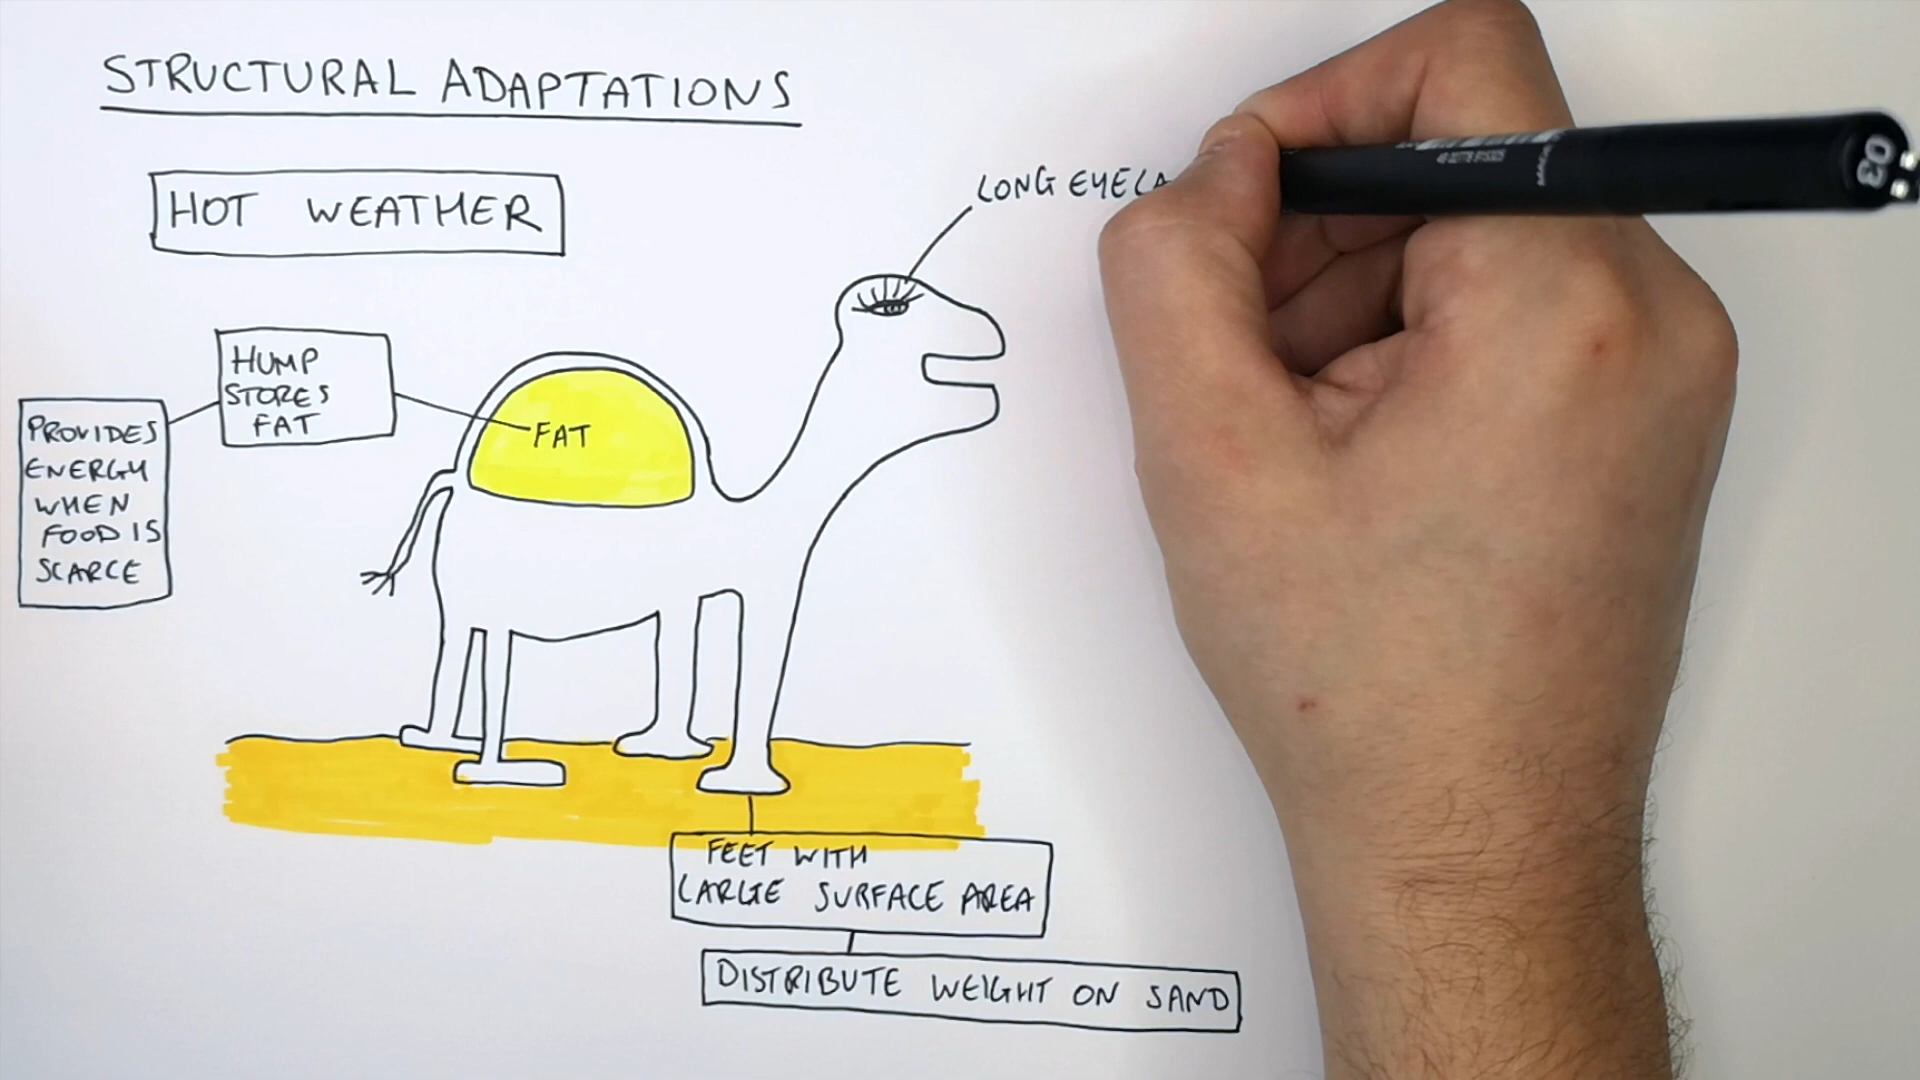 STRUCTURAL ADAPTATIONS
HOT WEATHER
LONG EYELA
HUMP
STORES
FAT
PROVIDES
ENERGY
WHEN
FOOD IS
SCARCE
FAT
FEET WITH
LARGE SURFACE AREA
DISTRIBUTE WEIGHT ON SAND
03